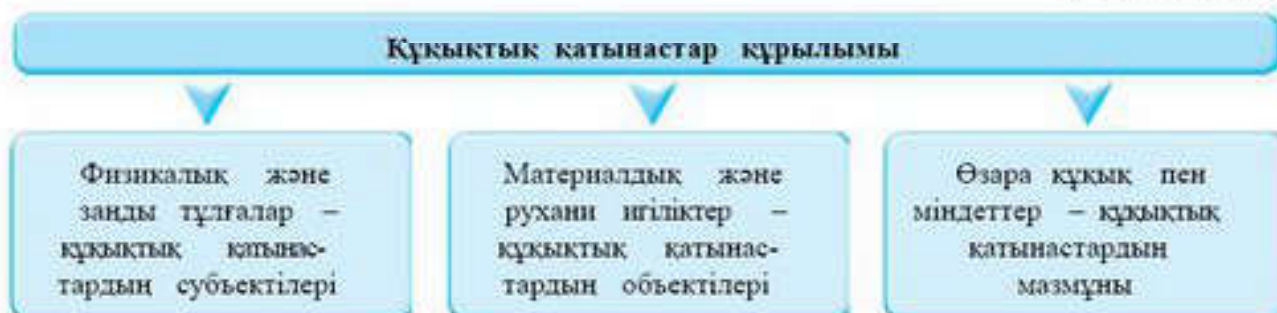 Құқықтық қатынастар құрылымы
Физикалық және
заңды тұлғалар –
құқықтық қатынас-
тардың субъектілері
Материалдық және
рухани игіліктер –
құқықтық қатынас-
тардың объектілері
Өзара құқық пен
міндеттер – құқықтық
қатынастардың
мазмұны